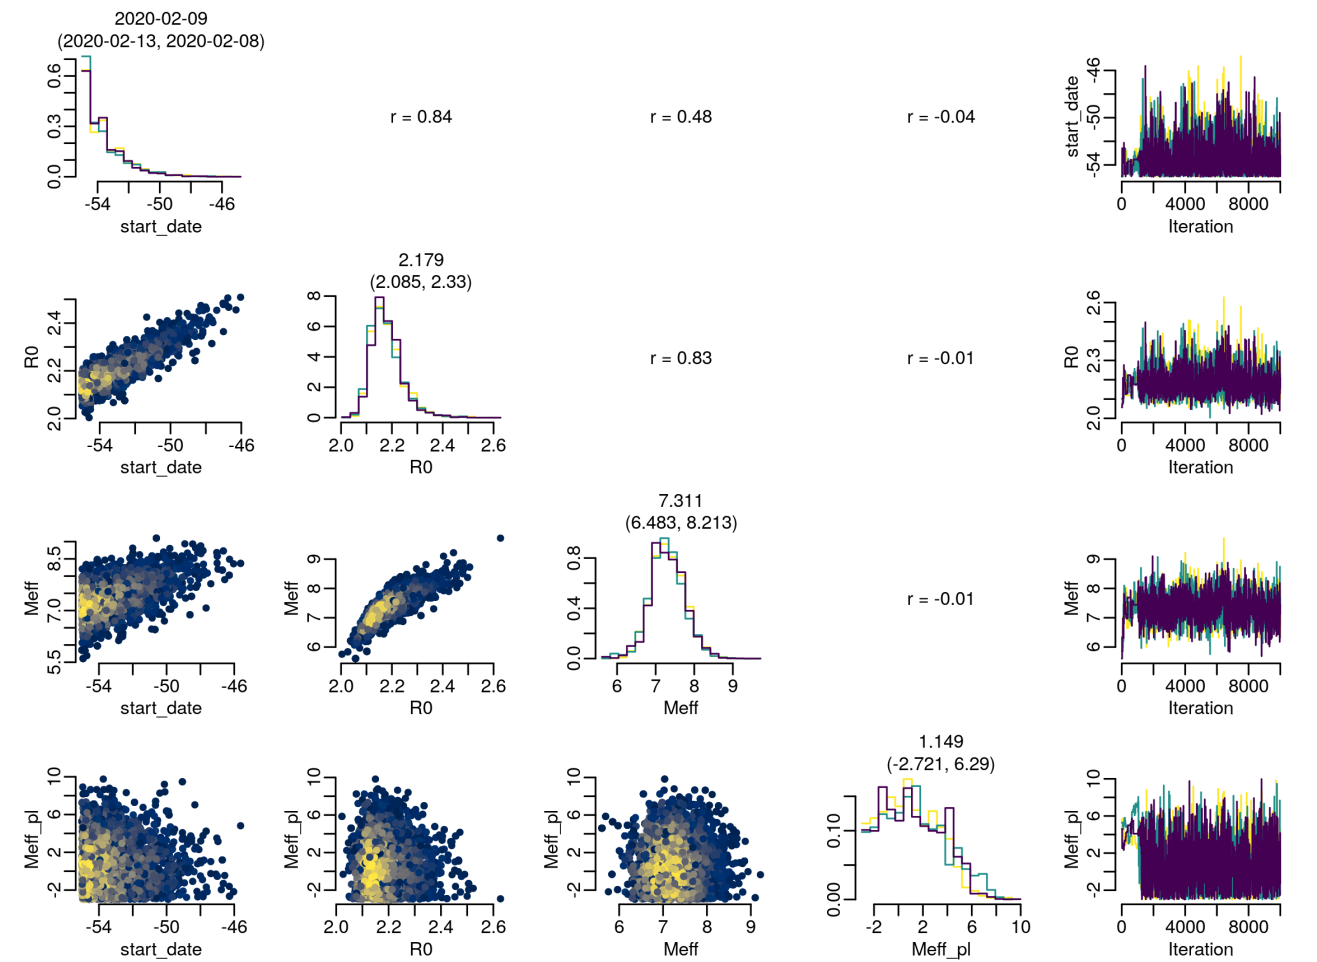 2020-02-09
(2020-02-13, 2020-02-08)
0.0 0.3 0.6
-54 -50 -46
start_date
r = 0.84
r = 0.48
r = -0.04
start_date
-54 -50 -46
0 4000 8000
Iteration
R0
2.0 2.2 2.4
-54 -50 -46
start_date
2.179
(2.085, 2.33)
0 2 4 6 8
2.0 2.2 2.4 2.6
R0
r = 0.83
r = -0.01
R0
2.0 2.3 2.6
0 4000 8000
Iteration
Meff
5.5 7.0 8.5
-54 -50 -46
start_date
Meff
6 7 8 9
2.0 2.2 2.4 2.6
R0
7.311
(6.483, 8.213)
0.0 0.4 0.8
6 7 8 9
Meff
r = -0.01
Meff
6 7 8 9
0 4000 8000
Iteration
Meff_pl
-2 2 6 10
-54 -50 -46
start_date
Meff_pl
-2 2 6 10
2.0 2.2 2.4 2.6
R0
Meff_pl
-2 2 6 10
6 7 8 9
Meff
1.149
(-2.721, 6.29)
0.00 0.10
-2 2 6 10
Meff_pl
Meff_pl
-2 2 6 10
0 4000 8000
Iteration